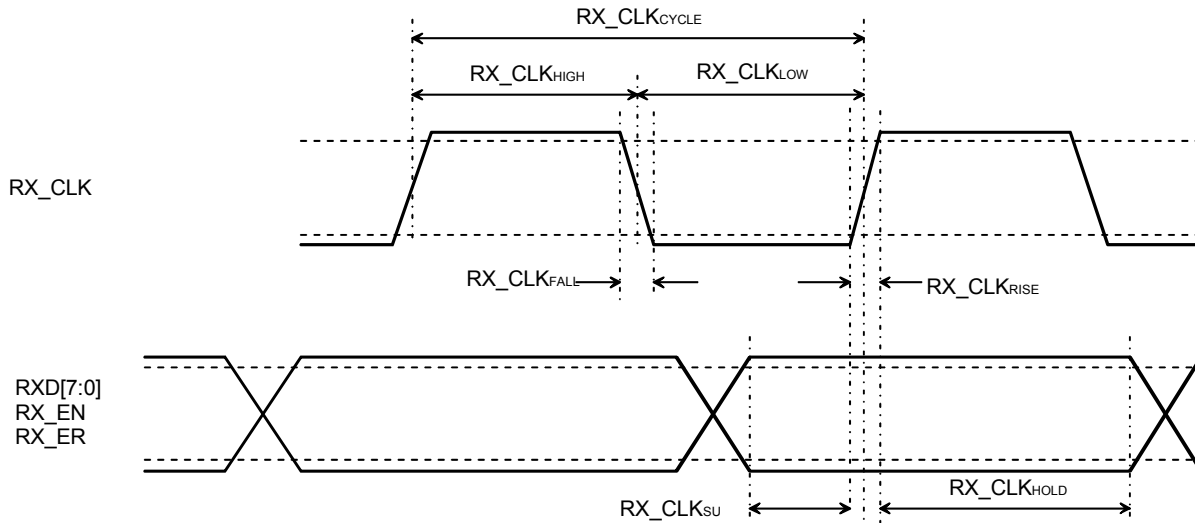 RX_CLKCYCLE
RX_CLKHIGH
RX_CLKLOW
RX_CLK
RX_CLKFALL
RX_CLKRISE
RXD[7:0]
RX_EN
RX_ER
RX_CLKSU
RX_CLKHOLD